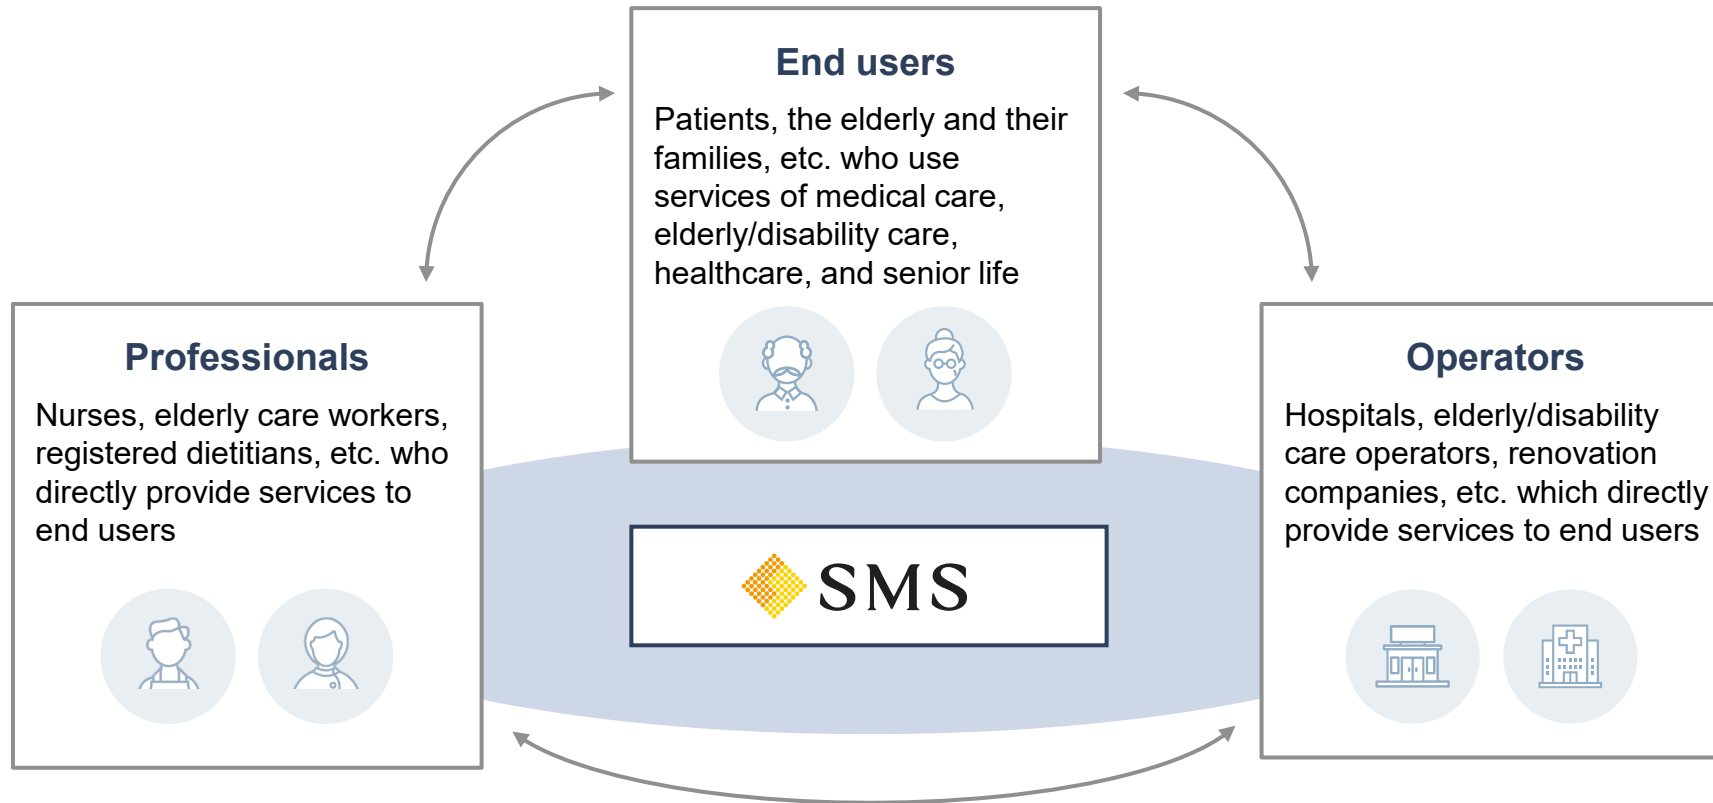 End users
Patients, the elderly and their
families, etc. who use
services of medical care,
elderly/disability care,
healthcare, and senior life
Professionals
Nurses, elderly care workers,
registered dietitians, etc. who
directly provide services to
end users
Operators
Hospitals, elderly/disability
care operators, renovation
companies, etc. which directly
provide services to end users
SMS